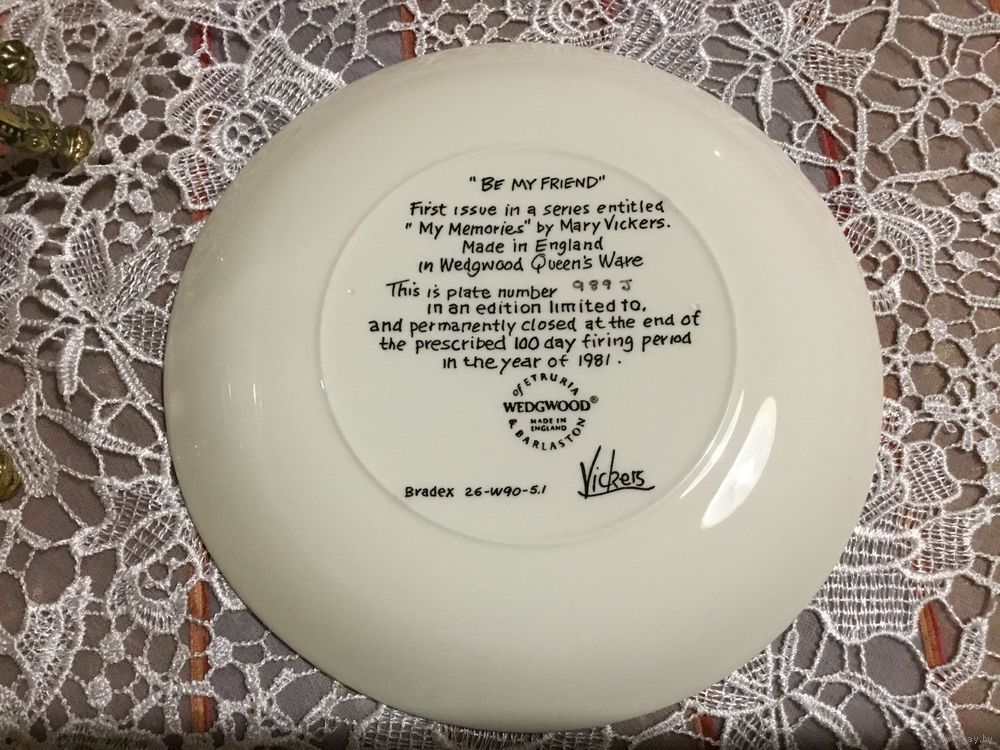 "BE MY FRIEND"
First issue in a series entitled
"My Memories" by Mary Vickers.
Made in England
in Wedgwood Queen's Ware
This is plate number 989 J
in an edition limited to,
and permanently closed at the end of
the prescribed 100 day firing period
in the year of 1981.
of ETRURIA
WEDGWOOD®
MADE IN
ENGLAND
& BARLASTON
Vickers
Bradex 26-W90-5.1